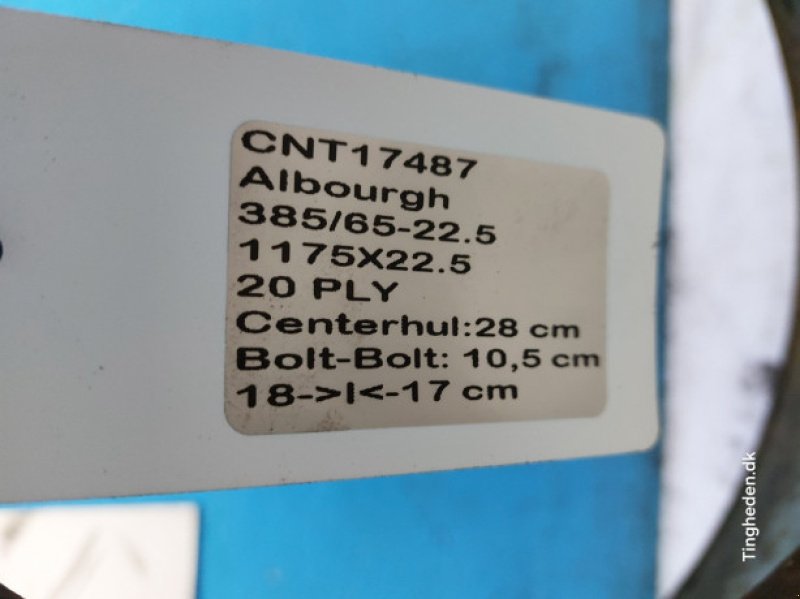 CNT17487
Albourgh
385/65-22.5
1175X22.5
20 PLY
Centerhul:28 cm
Bolt-Bolt: 10,5 cm
18->I<-17 cm
Tingheden.dk